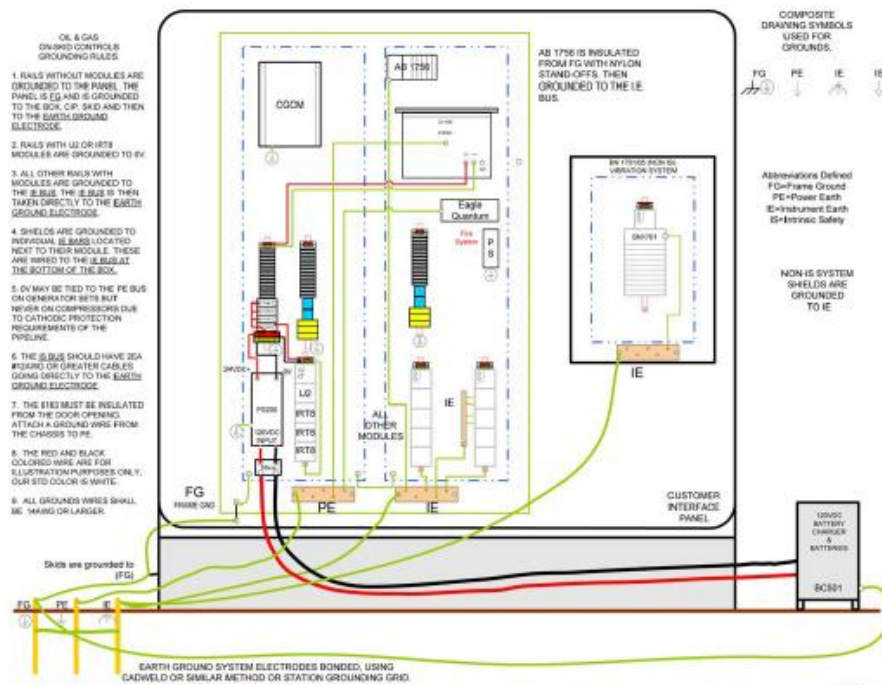 OIL & GAS
ON-SKID CONTROLS
GROUNDING RULES.
1. RAILS WITHOUT MODULES ARE
GROUNDED TO THE PANEL. THE
PANEL IS FG AND IS GROUNDED
TO THE BOX, CIP, SKID AND THEN
TO THE EARTH GROUND
ELECTRODE.
2. RAILS WITH U2 OR IRT8
MODULES ARE GROUNDED TO 0V.
3. ALL OTHER RAILS WITH
MODULES ARE GROUNDED TO
THE IE BUS. THE IE BUS IS THEN
TAKEN DIRECTLY TO THE EARTH
GROUND ELECTRODE.
4. SHIELDS ARE GROUNDED TO
INDIVIDUAL IE BARS LOCATED
NEXT TO THEIR MODULE. THESE
ARE WIRED TO THE IE BUS AT
THE BOTTOM OF THE BOX.
5. 0V MAY BE TIED TO THE PE BUS
ON GENERATOR SETS BUT
NEVER ON COMPRESSORS DUE
TO CATHODIC PROTECTION
REQUIREMENTS OF THE
PIPELINE.
6. THE IS BUS SHOULD HAVE 2EA
#12AWG OR GREATER CABLES
GOING DIRECTLY TO THE EARTH
GROUND ELECTRODE
7. THE 6183 MUST BE INSULATED
FROM THE DOOR OPENING.
ATTACH A GROUND WIRE FROM
THE CHASSIS TO PE.
8. THE RED AND BLACK
COLORED WIRE ARE FOR
ILLUSTRATION PURPOSES ONLY,
OUR STD COLOR IS WHITE.
9. ALL GROUNDS WIRES SHALL
BE 14AWG OR LARGER.
CGCM
AB 1756
AB 1756 IS INSULATED
FROM FG WITH NYLON
STAND-OFFS, THEN
GROUNDED TO THE I.E.
BUS.
Eagle
Quantum
Fire
System
P
S
24VDC+
0V
120VDC
INPUT
U2
IRT8
IRT8
IRT8
ALL
OTHER
MODULES
IE
FG
FRAME GND
PE
IE
BN 1701/05 (NON IS)
VIBRATION SYSTEM
BN1701
IE
CUSTOMER
INTERFACE
PANEL
COMPOSITE
DRAWING SYMBOLS
USED FOR
GROUNDS.
FG PE IE IS
Abbreviations Defined
FG=Frame Ground
PE=Power Earth
IE=Instrument Earth
IS=Intrinsic Safety
NON-IS SYSTEM
SHIELDS ARE
GROUNDED
TO IE
120VDC
BATTERY
CHARGER
&
BATTERIES
BC501
Skids are grounded to
(FG)
FG PE IE
EARTH GROUND SYSTEM ELECTRODES BONDED, USING
CADWELD OR SIMILAR METHOD OR STATION GROUNDING GRID.